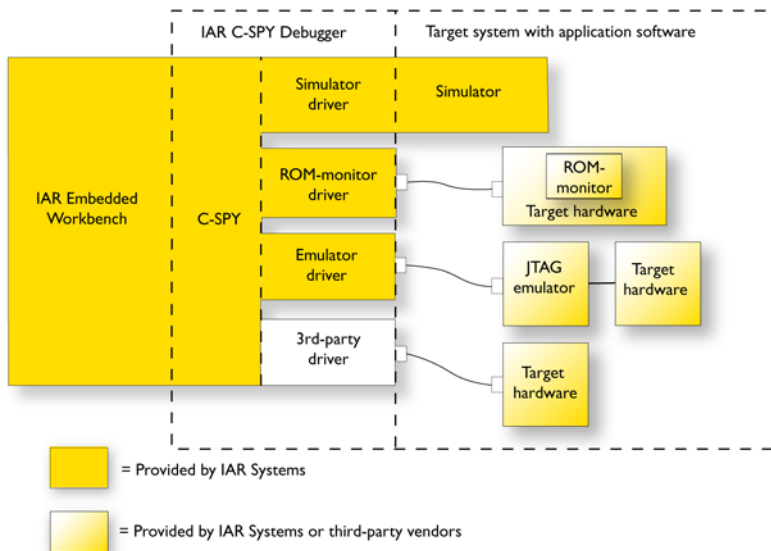 IAR C-SPY Debugger
Target system with application software
Simulator
driver
Simulator
IAR Embedded
Workbench
C-SPY
ROM-monitor
driver
ROM-
monitor
Target hardware
Emulator
driver
JTAG
emulator
Target
hardware
3rd-party
driver
Target
hardware
= Provided by IAR Systems
= Provided by IAR Systems or third-party vendors